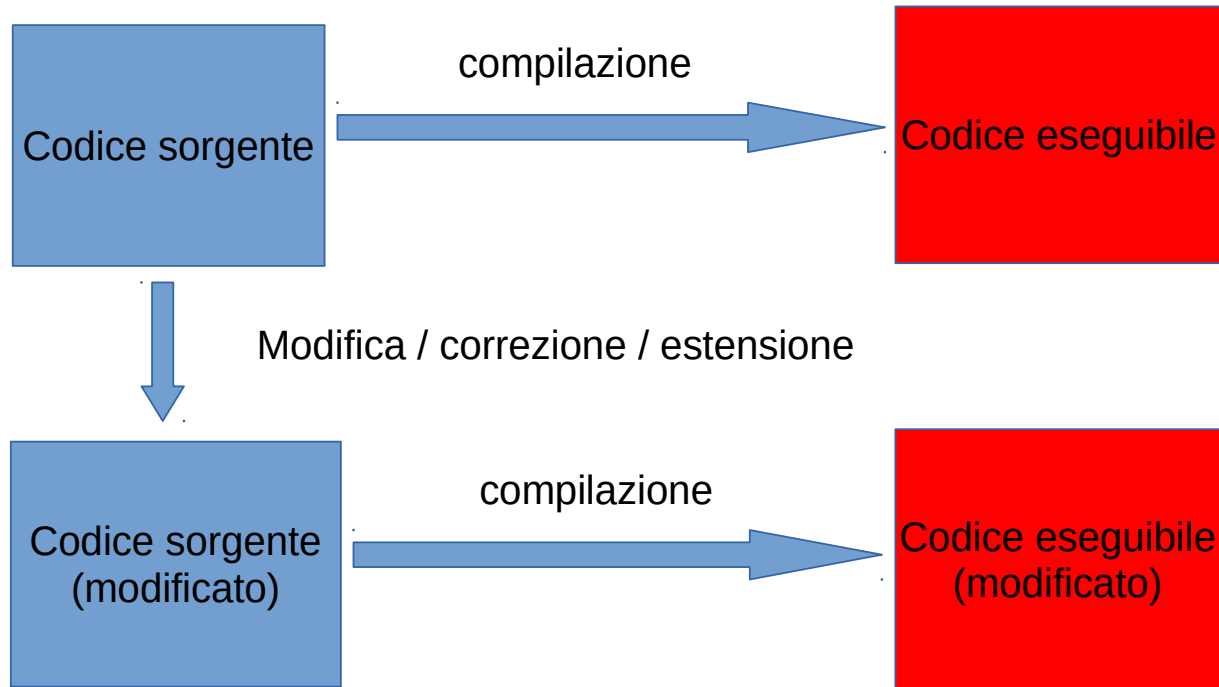 compilazione
Codice sorgente
Codice eseguibile
Modifica / correzione / estensione
compilazione
Codice sorgente
(modificato)
Codice eseguibile
(modificato)